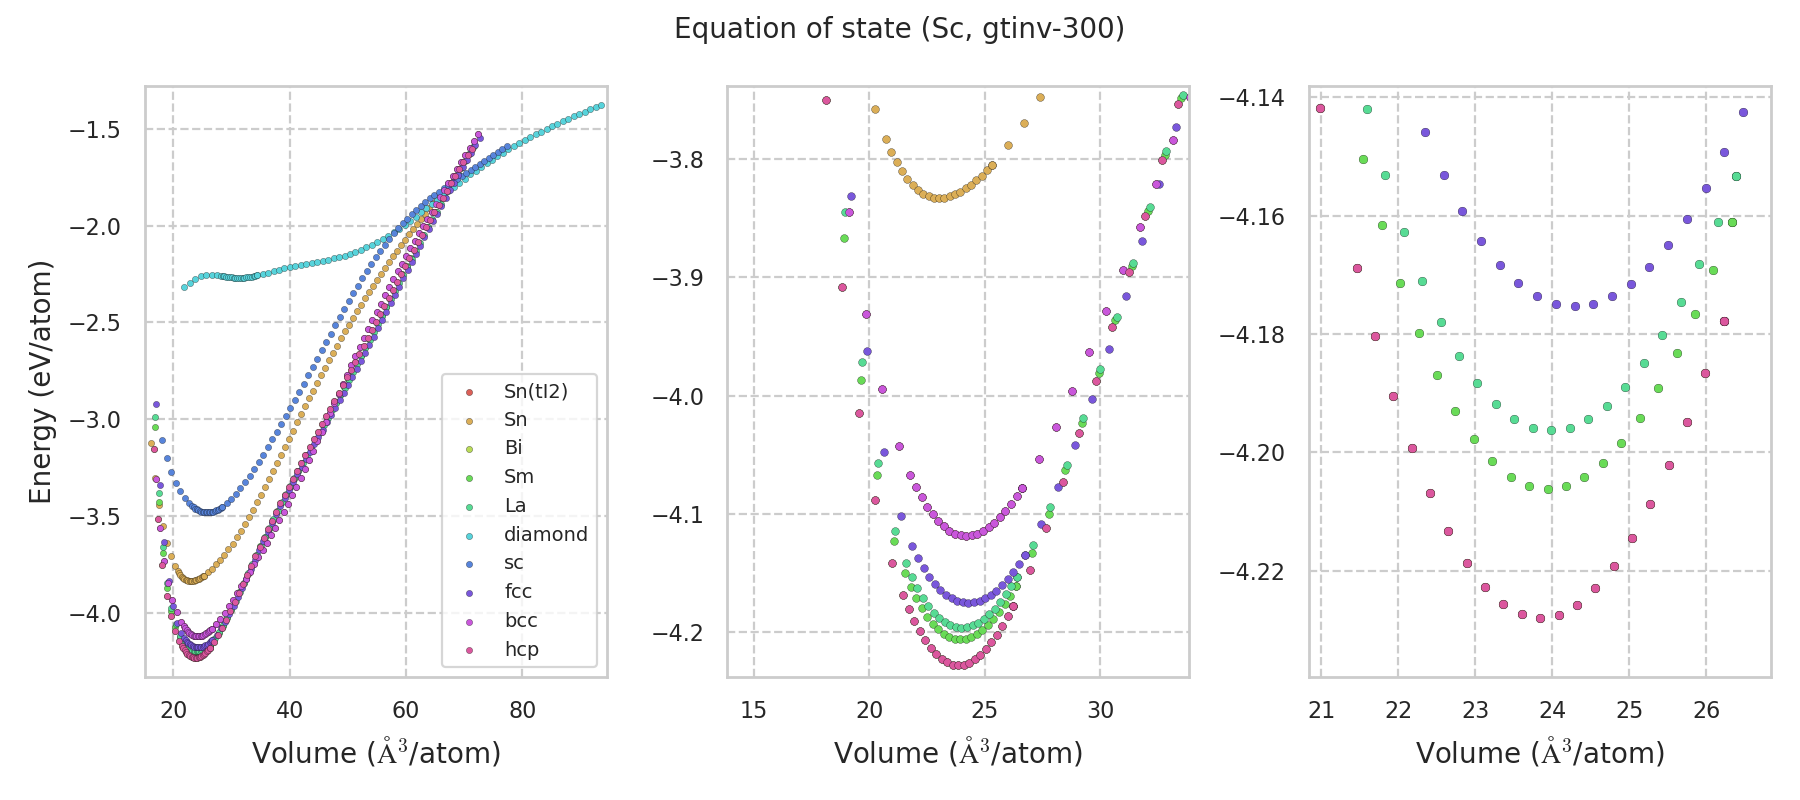 Equation of state (Sc, gtinv-300)
Energy (eV/atom)
−1.5
−2.0
−2.5
−3.0
−3.5
−4.0
20
40
60
80
Volume (Å³/atom)
Sn(tI2)
Sn
Bi
Sm
La
diamond
sc
fcc
bcc
hcp
−3.8
−3.9
−4.0
−4.1
−4.2
15
20
25
30
Volume (Å³/atom)
−4.14
−4.16
−4.18
−4.20
−4.22
21
22
23
24
25
26
Volume (Å³/atom)